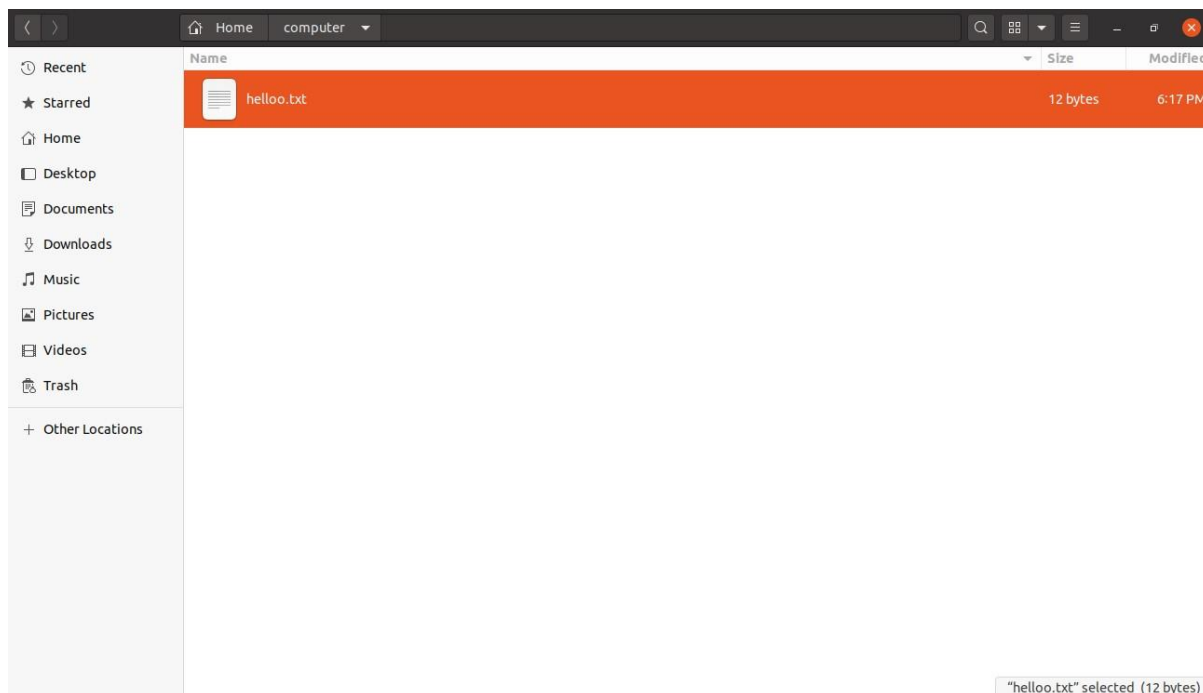 Home computer
Name Size Modified
Recent
helloo.txt 12 bytes 6:17 PM
Starred
Home
Desktop
Documents
Downloads
Music
Pictures
Videos
Trash
+ Other Locations
“helloo.txt” selected (12 bytes)